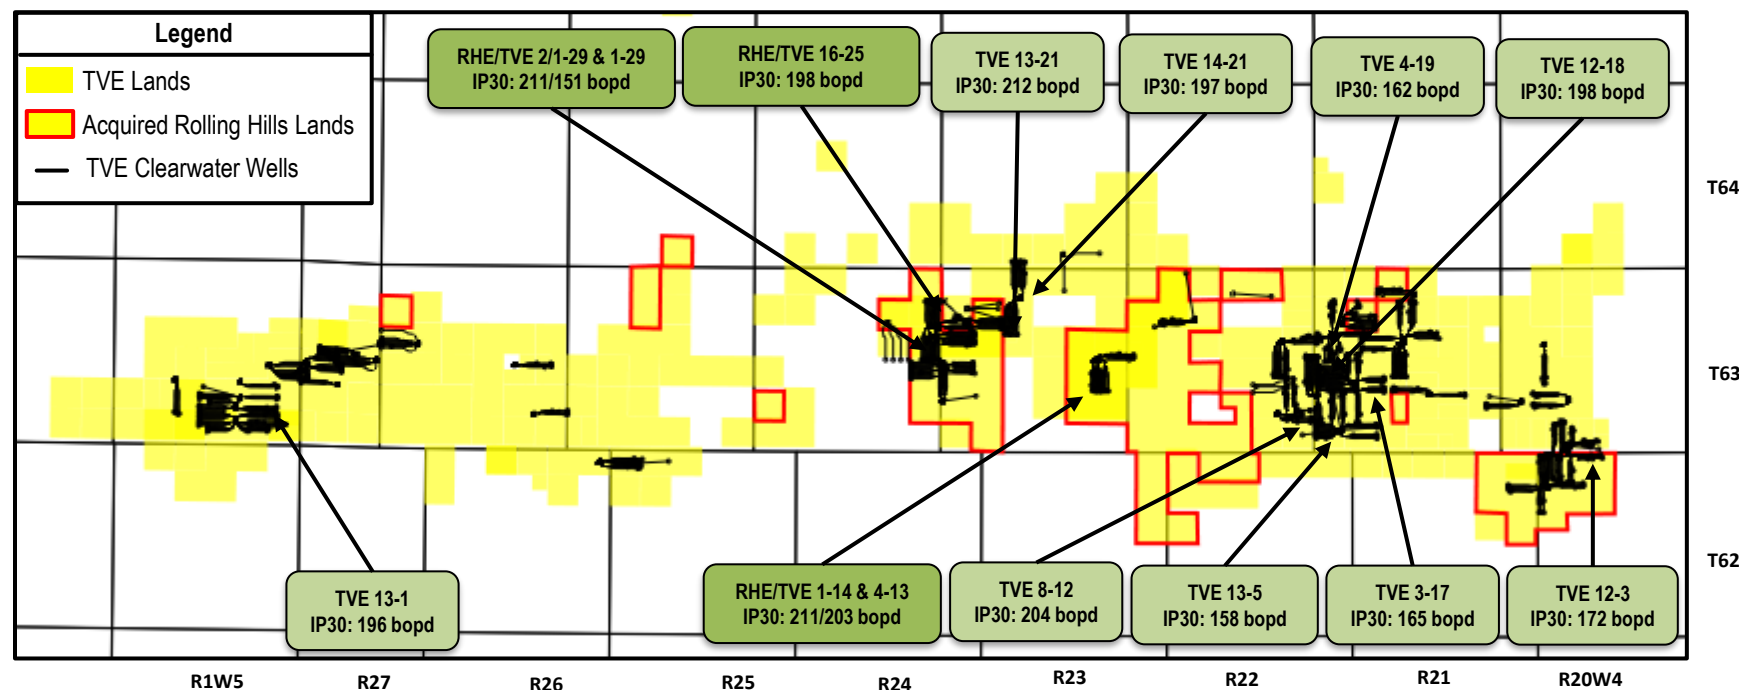 Legend
TVE Lands
Acquired Rolling Hills Lands
TVE Clearwater Wells
RHE/TVE 2/1-29 & 1-29
IP30: 211/151 bopd
RHE/TVE 16-25
IP30: 198 bopd
TVE 13-21
IP30: 212 bopd
TVE 14-21
IP30: 197 bopd
TVE 4-19
IP30: 162 bopd
TVE 12-18
IP30: 198 bopd
T64
T63
T62
TVE 13-1
IP30: 196 bopd
RHE/TVE 1-14 & 4-13
IP30: 211/203 bopd
TVE 8-12
IP30: 204 bopd
TVE 13-5
IP30: 158 bopd
TVE 3-17
IP30: 165 bopd
TVE 12-3
IP30: 172 bopd
R1W5
R27
R26
R25
R24
R23
R22
R21
R20W4